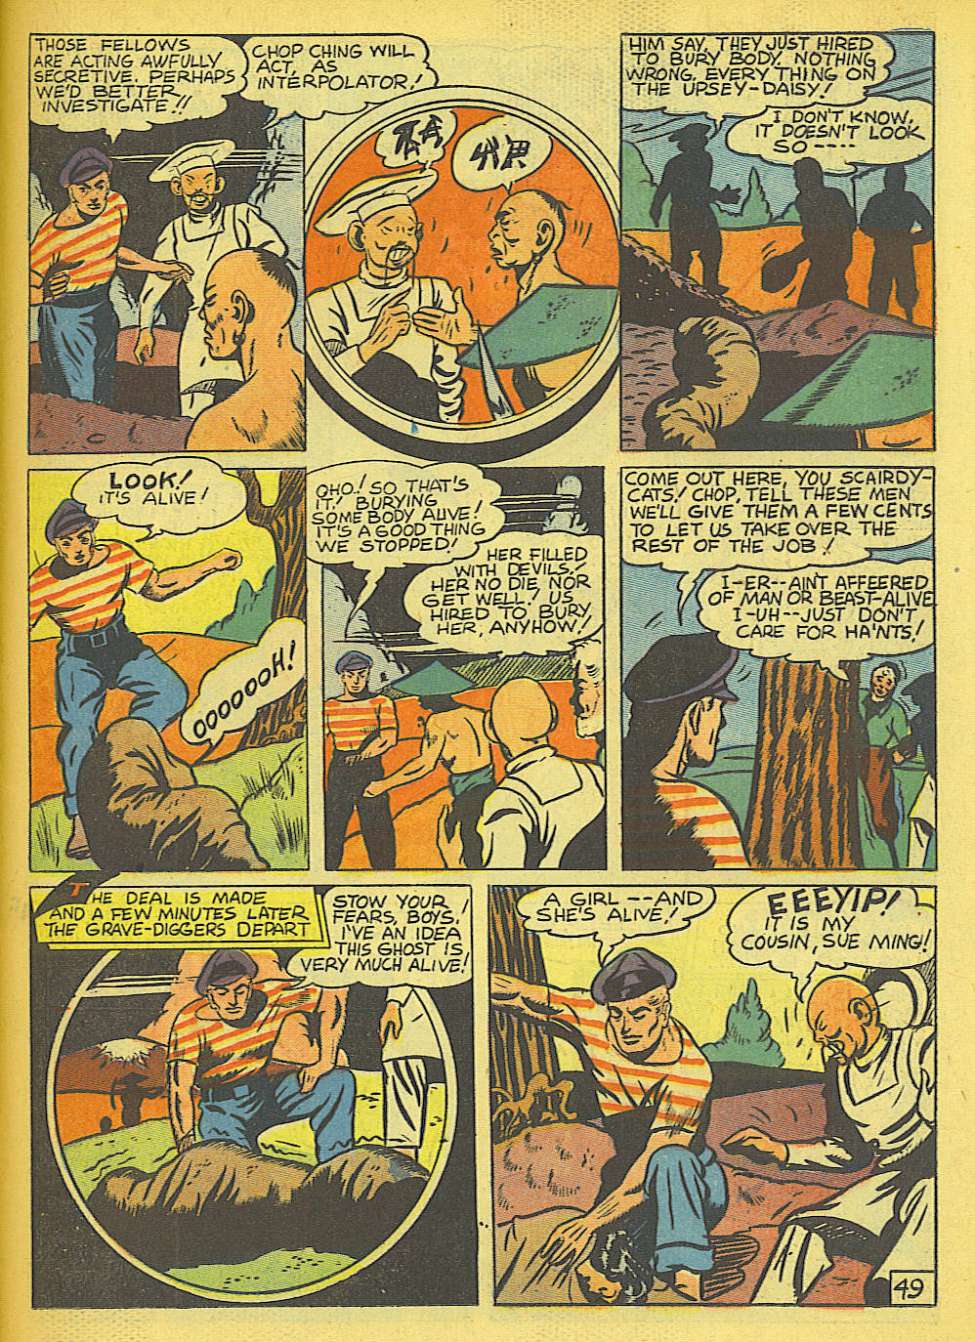 THOSE FELLOWS
ARE ACTING AWFULLY
SECRETIVE. PERHAPS
WE'D BETTER
INVESTIGATE!!
CHOP CHING WILL
ACT, AS
INTERPOLATOR!
HIM SAY, THEY JUST HIRED
TO BURY BODY. NOTHING
WRONG. EVERY THING ON
THE UPSEY-DAISY!
I DON'T KNOW,
IT DOESN'T LOOK
SO----
LOOK!
IT'S ALIVE!
OOOOOOH!
OHO! SO THAT'S
IT! BURYING
SOMEBODY ALIVE!
IT'S A GOOD THING
WE STOPPED!
HER FILLED
WITH DEVILS!
HER NO DIE, NOR
GET WELL! US
HIRED TO BURY
HER, ANYHOW!
COME OUT HERE, YOU SCAIRDY-
CATS! CHOP, TELL THESE MEN
WE'LL GIVE THEM A FEW CENTS
TO LET US TAKE OVER THE
REST OF THE JOB!
I-ER--AIN'T AFFEERED
OF MAN OR BEAST-ALIVE
I-UH--JUST DON'T
CARE FOR HA'NTS!
THE DEAL IS MADE
AND A FEW MINUTES LATER
THE GRAVE-DIGGERS DEPART
STOW YOUR
FEARS, BOYS,
I'VE AN IDEA
THIS GHOST IS
VERY MUCH ALIVE!
A GIRL --AND
SHE'S ALIVE!
EEEYIP!
IT IS MY
COUSIN, SUE MING!
49